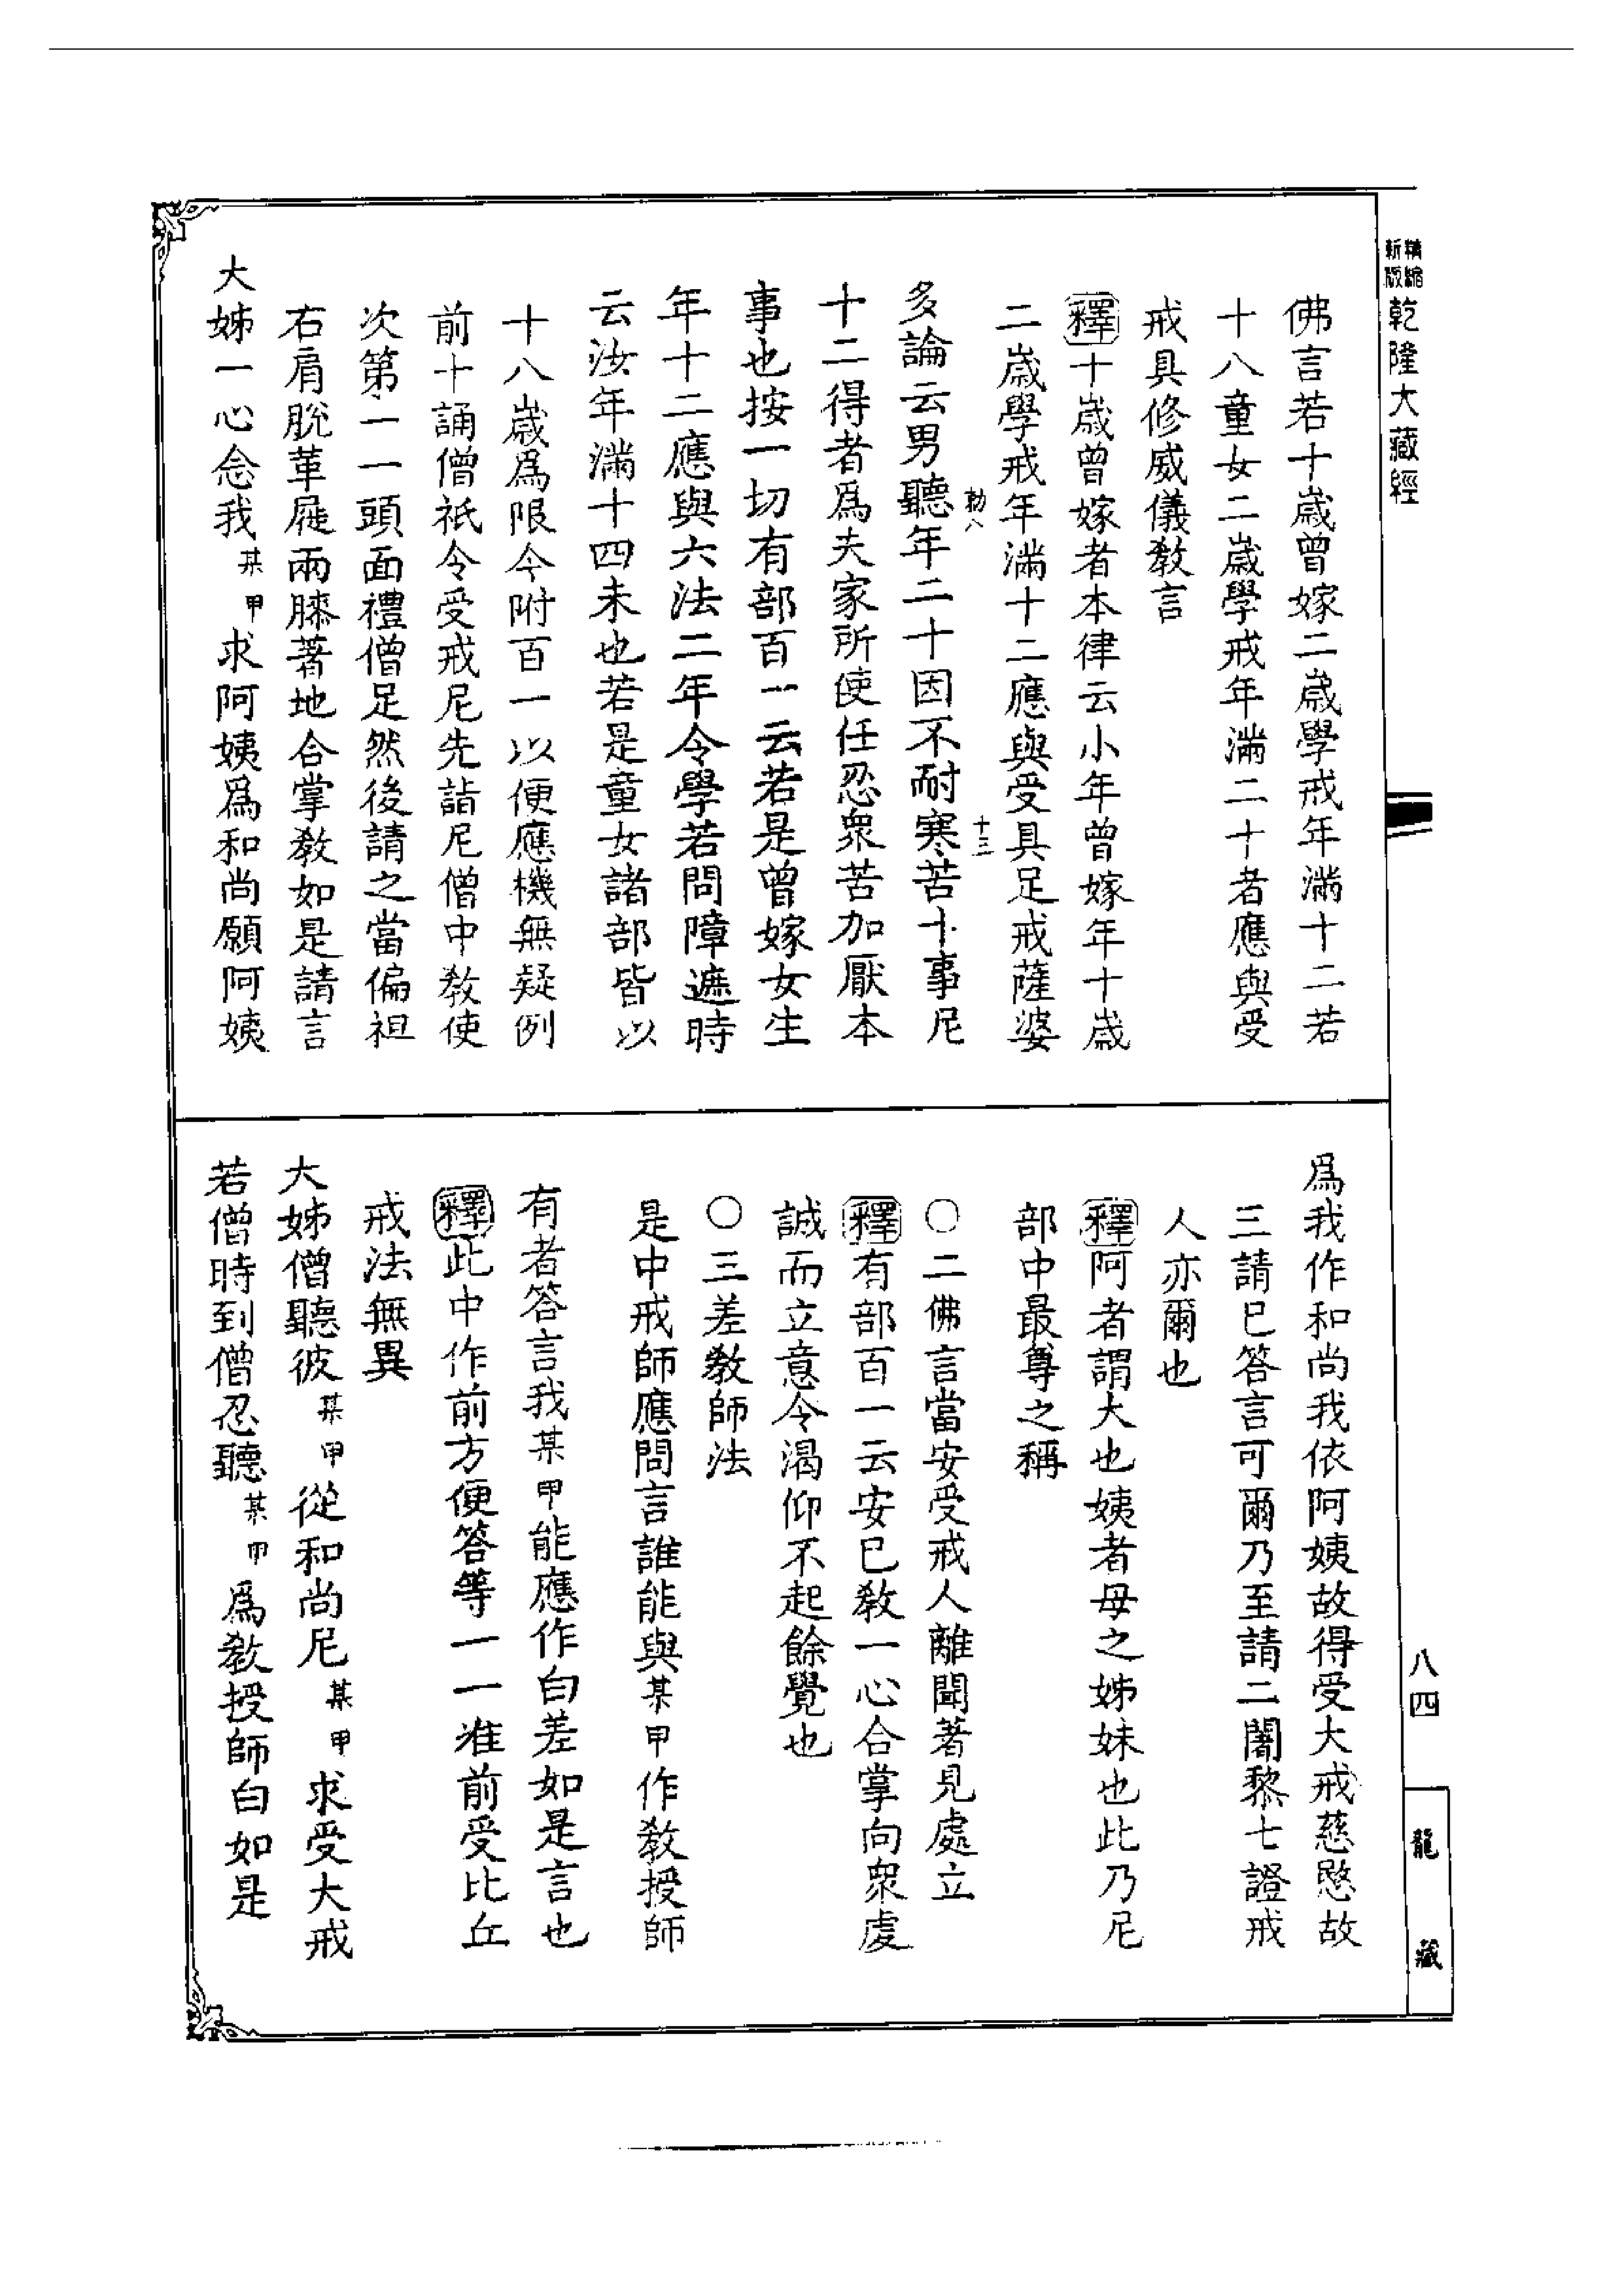 精縮
新版
乾隆大藏經
佛言若十歲曾嫁二歲學戒年滿十二若
十八童女二歲學戒年滿二十者應與受
戒具修威儀教言
釋十歲曾嫁者本律云小年曾嫁年十歲
二歲學戒年滿十二應與受具足戒薩婆
勒八
十三
多論云男聽年二十因不耐寒苦十事尼
十二得者爲夫家所使任忍衆苦加厭本
事也按一切有部百一云若是曾嫁女生
年十二應與六法二年令學若問障遮時
云汝年滿十四未也若是童女諸部皆以
十八歲爲限今附百一以便應機無疑例
前十誦僧祇令受戒尼先詣尼僧中教使
次第一一頭面禮僧足然後請之當偏袒
右肩脫革屣兩膝著地合掌教如是請言
大姊一心念我某甲求阿姨爲和尚願阿姨
爲我作和尚我依阿姨故得受大戒慈愍故
三請已答言可爾乃至請二闍黎七證戒
人亦爾也
釋阿者謂大也姨者母之姊妹也此乃尼
部中最尊之稱
○二佛言當安受戒人離聞著見處立
釋有部百一云安已教一心合掌向衆處
誠而立意令渴仰不起餘覺也
○三差教師法
是中戒師應問言誰能與某甲作教授師
有者答言我某甲能應作白差如是言也
釋此中作前方便答等一一准前受比丘
戒法無異
大姊僧聽彼某甲從和尚尼某甲求受大戒
若僧時到僧忍聽某甲爲教授師白如是
八四
龍藏